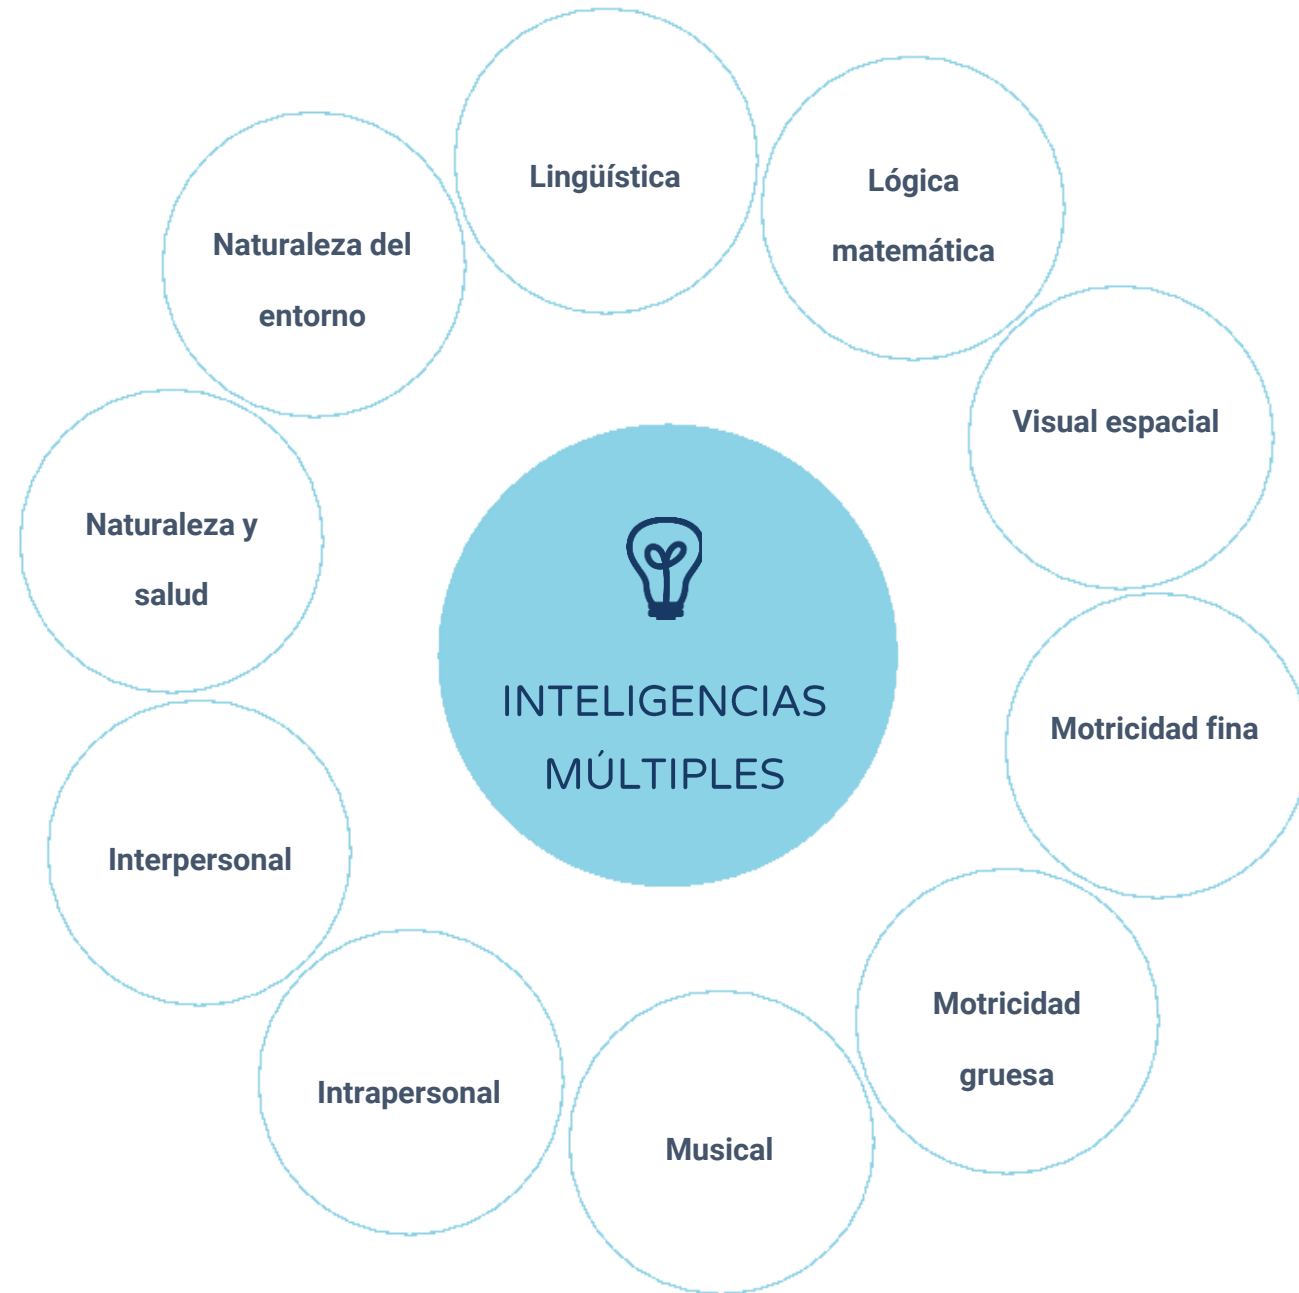 Lingüística
Lógica
matemática
Visual espacial
Motricidad fina
Motricidad
gruesa
Musical
Intrapersonal
Interpersonal
Naturaleza y
salud
Naturaleza del
entorno
INTELIGENCIAS
MÚLTIPLES